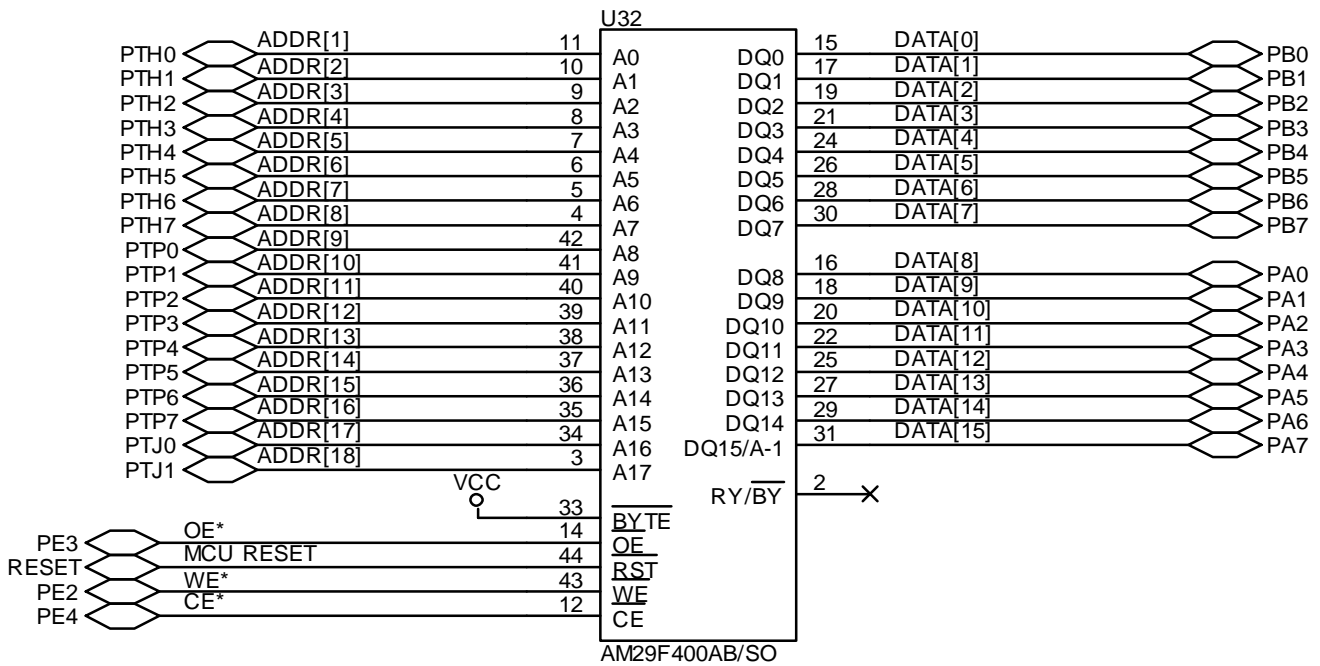 U32
PTH0 ADDR[1] 11 A0 DQ0 15 DATA[0] PB0
PTH1 ADDR[2] 10 A1 DQ1 17 DATA[1] PB1
PTH2 ADDR[3] 9 A2 DQ2 19 DATA[2] PB2
PTH3 ADDR[4] 8 A3 DQ3 21 DATA[3] PB3
PTH4 ADDR[5] 7 A4 DQ4 24 DATA[4] PB4
PTH5 ADDR[6] 6 A5 DQ5 26 DATA[5] PB5
PTH6 ADDR[7] 5 A6 DQ6 28 DATA[6] PB6
PTH7 ADDR[8] 4 A7 DQ7 30 DATA[7] PB7
PTP0 ADDR[9] 42 A8
PTP1 ADDR[10] 41 A9 DQ8 16 DATA[8] PA0
PTP2 ADDR[11] 40 A10 DQ9 18 DATA[9] PA1
PTP3 ADDR[12] 39 A11 DQ10 20 DATA[10] PA2
PTP4 ADDR[13] 38 A12 DQ11 22 DATA[11] PA3
PTP5 ADDR[14] 37 A13 DQ12 25 DATA[12] PA4
PTP6 ADDR[15] 36 A14 DQ13 27 DATA[13] PA5
PTP7 ADDR[16] 35 A15 DQ14 29 DATA[14] PA6
PTJ0 ADDR[17] 34 A16 DQ15/A-1 31 DATA[15] PA7
PTJ1 ADDR[18] 3 A17
VCC RY/BY 2
33 BYTE
PE3 OE* 14 OE
RESET MCU RESET 44 RST
PE2 WE* 43 WE
PE4 CE* 12 CE
AM29F400AB/SO